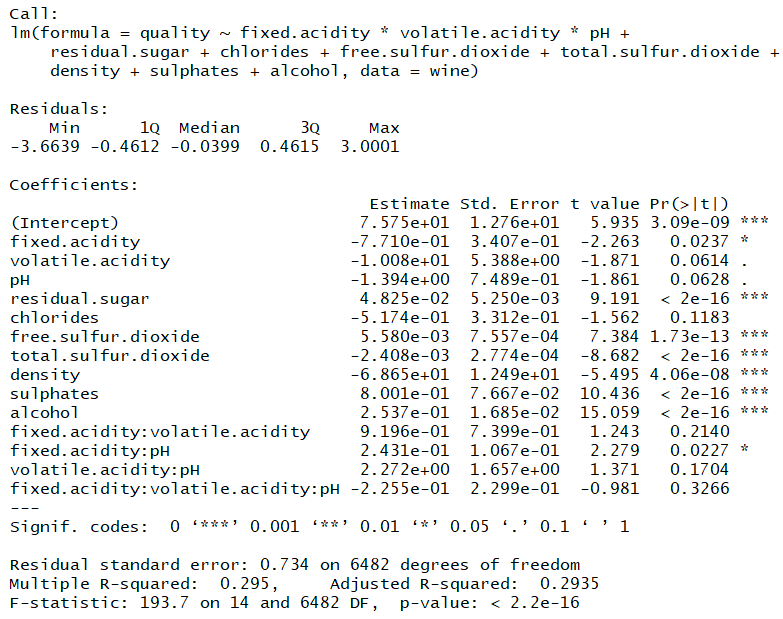 Call:
lm(formula = quality ~ fixed.acidity * volatile.acidity * pH +
    residual.sugar + chlorides + free.sulfur.dioxide + total.sulfur.dioxide +
    density + sulphates + alcohol, data = wine)

Residuals:
    Min      1Q  Median      3Q     Max
-3.6639 -0.4612 -0.0399  0.4615  3.0001

Coefficients:
                                    Estimate Std. Error t value Pr(>|t|)
(Intercept)                        7.575e+01  1.276e+01   5.935 3.09e-09 ***
fixed.acidity                     -7.710e-01  3.407e-01  -2.263   0.0237 *
volatile.acidity                  -1.008e+01  5.388e+00  -1.871   0.0614 .
pH                                -1.394e+00  7.489e-01  -1.861   0.0628 .
residual.sugar                     4.825e-02  5.250e-03   9.191  < 2e-16 ***
chlorides                         -5.174e-01  3.312e-01  -1.562   0.1183
free.sulfur.dioxide                5.580e-03  7.557e-04   7.384 1.73e-13 ***
total.sulfur.dioxide              -2.408e-03  2.774e-04  -8.682  < 2e-16 ***
density                           -6.865e+01  1.249e+01  -5.495 4.06e-08 ***
sulphates                          8.001e-01  7.667e-02  10.436  < 2e-16 ***
alcohol                            2.537e-01  1.685e-02  15.059  < 2e-16 ***
fixed.acidity:volatile.acidity     9.196e-01  7.399e-01   1.243   0.2140
fixed.acidity:pH                   2.431e-01  1.067e-01   2.279   0.0227 *
volatile.acidity:pH                2.272e+00  1.657e+00   1.371   0.1704
fixed.acidity:volatile.acidity:pH -2.255e-01  2.299e-01  -0.981   0.3266
---
Signif. codes:  0 ‘***’ 0.001 ‘**’ 0.01 ‘*’ 0.05 ‘.’ 0.1 ‘ ’ 1

Residual standard error: 0.734 on 6482 degrees of freedom
Multiple R-squared:  0.295,	Adjusted R-squared:  0.2935
F-statistic: 193.7 on 14 and 6482 DF,  p-value: < 2.2e-16